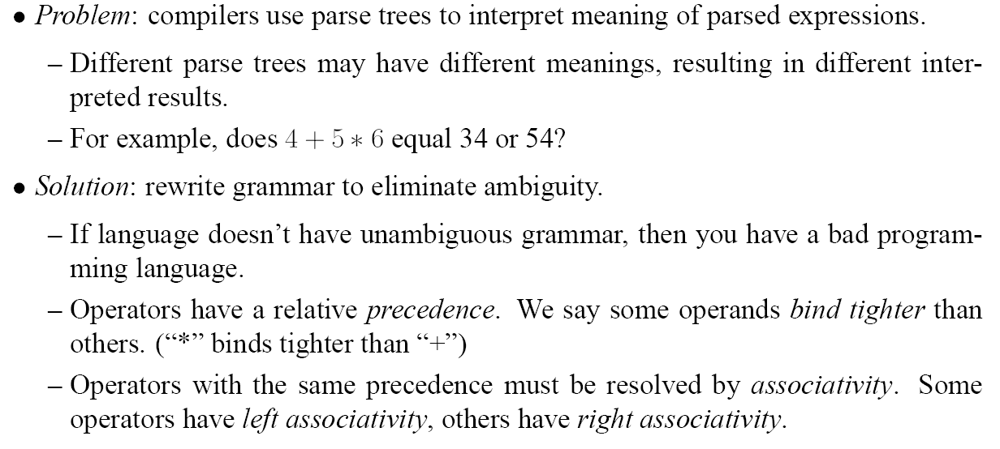 • Problem: compilers use parse trees to interpret meaning of parsed expressions.
– Different parse trees may have different meanings, resulting in different inter-
preted results.
– For example, does 4 + 5 * 6 equal 34 or 54?
• Solution: rewrite grammar to eliminate ambiguity.
– If language doesn't have unambiguous grammar, then you have a bad program-
ming language.
– Operators have a relative precedence. We say some operands bind tighter than
others. (“*” binds tighter than “+”)
– Operators with the same precedence must be resolved by associativity. Some
operators have left associativity, others have right associativity.